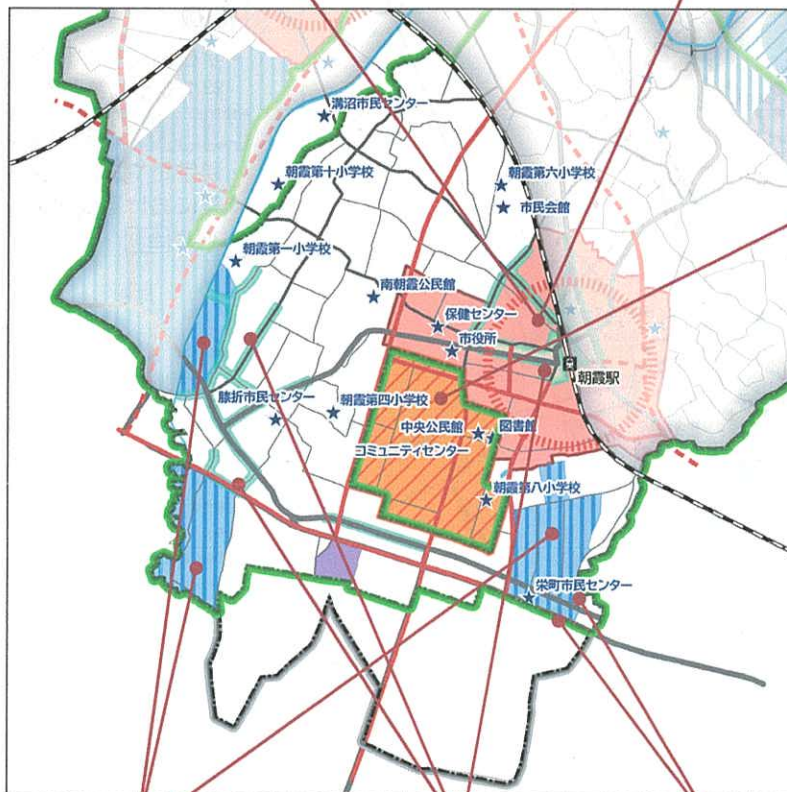 溝沼市民センター
朝霞第十小学校
朝霞第六小学校
市民会館
朝霞第一小学校
南朝霞公民館
保健センター
市役所
朝霞駅
膝折市民センター
朝霞第四小学校
中央公民館
図書館
コミュニティセンター
朝霞第八小学校
栄町市民センター